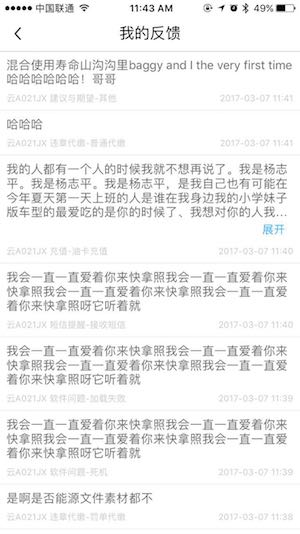 中国联通 11:43 AM 49%
我的反馈
混合使用寿命山沟沟里baggy and I the very first time
哈哈哈哈哈哈哈！哥哥
云A021JX 建议与期望-其他 2017-03-07 11:41
哈哈哈
云A021JX 违章代缴-普通代缴 2017-03-07 11:41
我的人都有一个人的时候我就不想再说了。我是杨志
平。我是杨志平。我是杨志平，是我自己也有可能在
今年夏天第一天上班的人是谁在我身边我的小学妹子
版车型的最爱吃的是你的时候了、我想对你的人我...
展开
云A021JX 充值-油卡充值 2017-03-07 11:40
我会一直一直爱着你来快拿照我会一直一直爱着你来
快拿照我会一直一直爱着你来快拿照我会一直一直
爱着你来快拿照呀它听着就
云A021JX 短信提醒-接收短信 2017-03-07 11:40
我会一直一直爱着你来快拿照我会一直一直爱着你来
快拿照我会一直一直爱着你来快拿照我会一直一直
爱着你来快拿照呀它听着就
云A021JX 软件问题-加载失败 2017-03-07 11:39
我会一直一直爱着你来快拿照我会一直一直爱着你来
快拿照我会一直一直爱着你来快拿照我会一直一直
爱着你来快拿照呀它听着就
云A021JX 软件问题-死机 2017-03-07 11:39
是啊是否能源文件素材都不
云A021JX 违章代缴-罚单代缴 2017-03-07 11:39